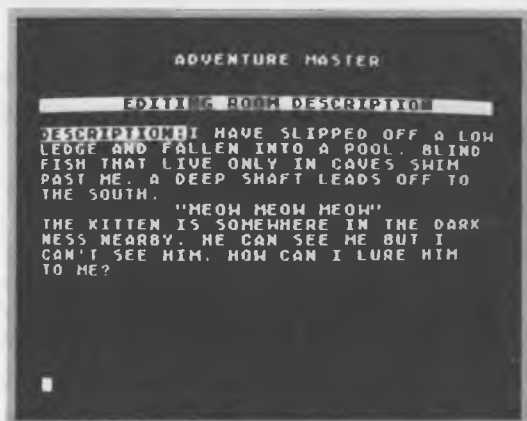 ADVENTURE MASTER
EDITING ROOM DESCRIPTION
DESCRIPTION:I HAVE SLIPPED OFF A LOW
LEDGE AND FALLEN INTO A POOL. BLIND
FISH THAT LIVE ONLY IN CAVES SWIM
PAST ME. A DEEP SHAFT LEADS OFF TO
THE SOUTH.
"MEOW MEOW MEOW"
THE KITTEN IS SOMEWHERE IN THE DARK
NESS NEARBY. HE CAN SEE ME BUT I
CAN'T SEE HIM. HOW CAN I LURE HIM
TO ME?